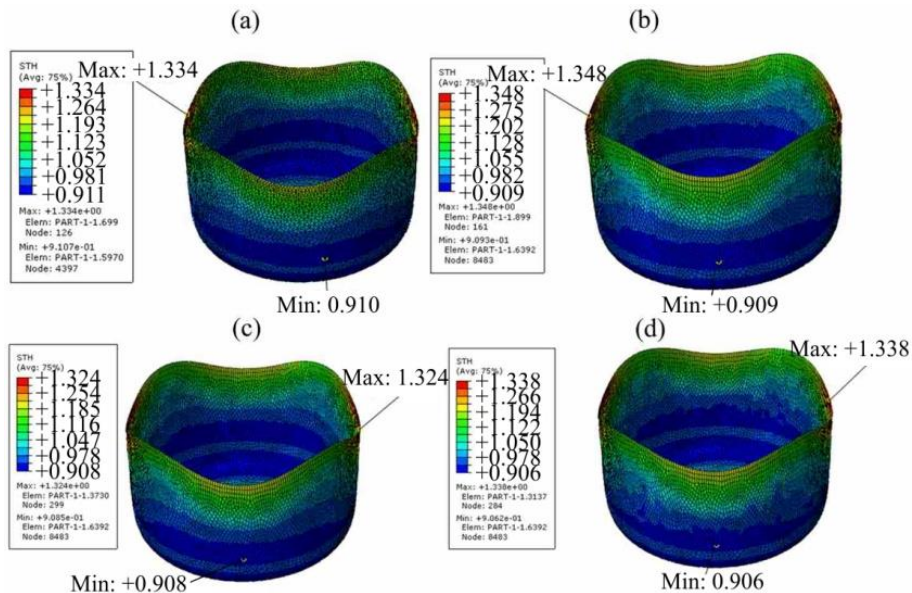 (a)
STH
(Avg: 75%)
+1.334
+1.264
+1.193
+1.123
+1.052
+0.981
+0.911
Max: +1.334e+00
Elem: PART-1-1.699
Node: 126
Min: +9.107e-01
Elem: PART-1-1.5970
Node: 4397
Max: +1.334
Min: 0.910
(b)
STH
(Avg: 75%)
+1.348
+1.275
+1.202
+1.128
+1.055
+0.982
+0.909
Max: +1.348e+00
Elem: PART-1-1.899
Node: 161
Min: +9.093e-01
Elem: PART-1-1.6392
Node: 8483
Max: +1.348
Min: +0.909
(c)
STH
(Avg: 75%)
+1.324
+1.254
+1.185
+1.116
+1.047
+0.978
+0.908
Max: +1.324e+00
Elem: PART-1-1.3730
Node: 299
Min: +9.085e-01
Elem: PART-1-1.6392
Node: 8483
Max: 1.324
Min: +0.908
(d)
STH
(Avg: 75%)
+1.338
+1.266
+1.194
+1.122
+1.050
+0.978
+0.906
Max: +1.338e+00
Elem: PART-1-1.3137
Node: 284
Min: +9.062e-01
Elem: PART-1-1.6392
Node: 8483
Max: +1.338
Min: 0.906